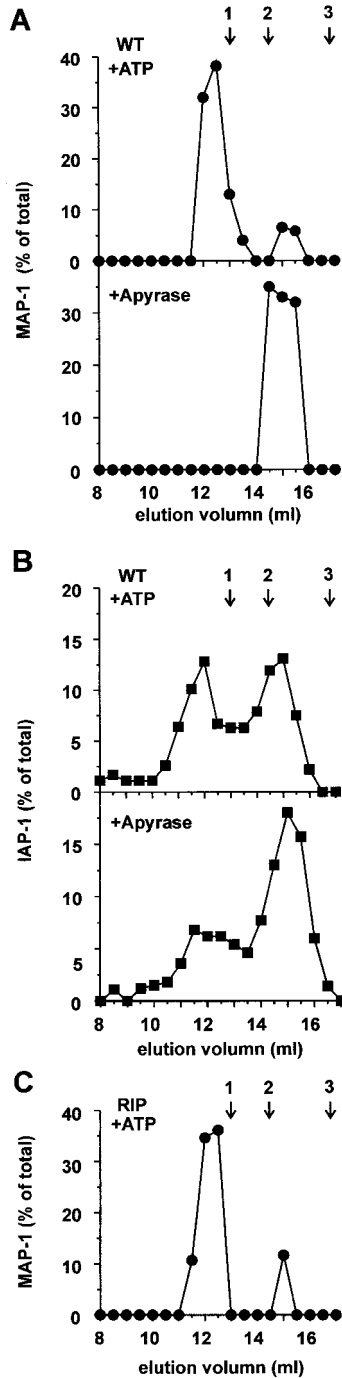 A
WT
+ATP
1 2 3
40
30
20
10
0
MAP-1 (% of total)
+Apyrase
30
20
10
0
8 10 12 14 16
elution volumn (ml)
B
WT
+ATP
1 2 3
20
15
10
5
0
IAP-1 (% of total)
+Apyrase
15
10
5
0
8 10 12 14 16
elution volumn (ml)
C
RIP
+ATP
1 2 3
40
30
20
10
0
MAP-1 (% of total)
8 10 12 14 16
elution volumn (ml)